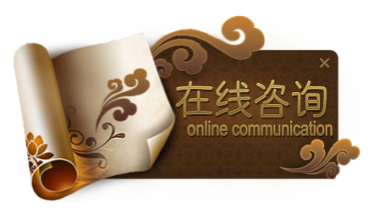 ×
在线咨询
online communication